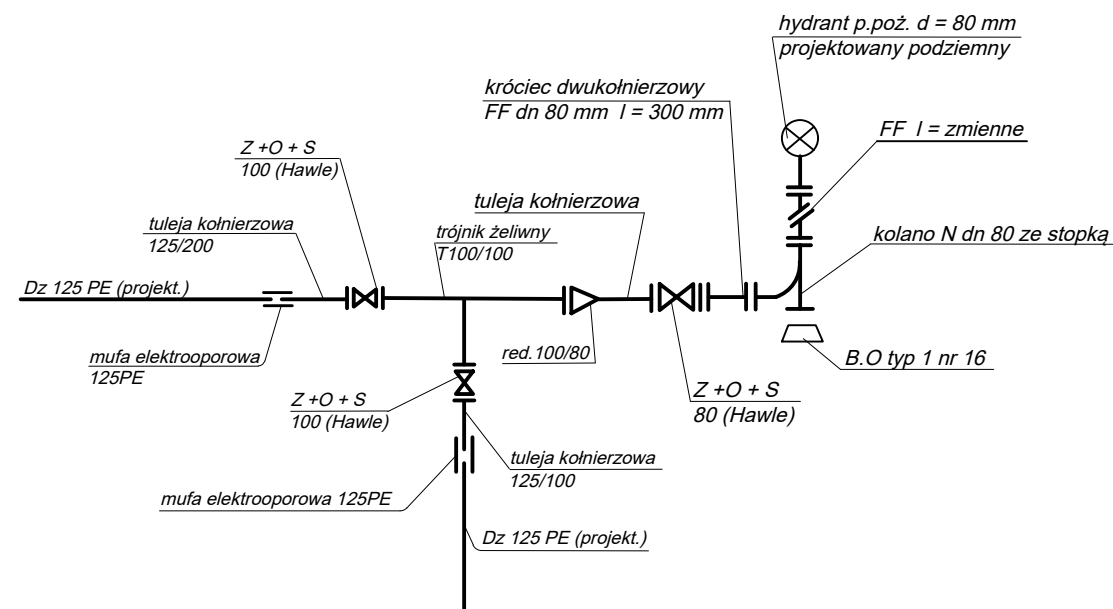 hydrant p.poż. d = 80 mm
projektowany podziemny
króciec dwukołnierzowy
FF dn 80 mm l = 300 mm
FF l = zmienne
Z +O + S
100 (Hawle)
tuleja kołnierzowa
tuleja kołnierzowa
125/200
trójnik żeliwny
T100/100
kolano N dn 80 ze stopką
Dz 125 PE (projekt.)
mufa elektrooporowa
125PE
red.100/80
B.O typ 1 nr 16
Z +O + S
100 (Hawle)
Z +O + S
80 (Hawle)
tuleja kołnierzowa
125/100
mufa elektrooporowa 125PE
Dz 125 PE (projekt.)